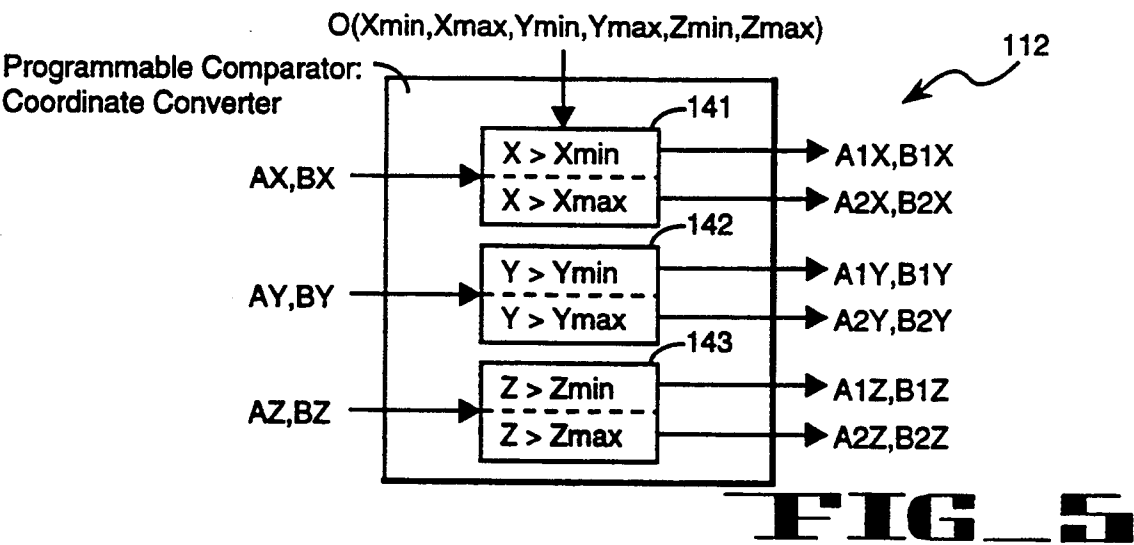 O(Xmin,Xmax,Ymin,Ymax,Zmin,Zmax)
112
Programmable Comparator:
Coordinate Converter
141
AX,BX
X > Xmin
X > Xmax
A1X,B1X
A2X,B2X
142
AY,BY
Y > Ymin
Y > Ymax
A1Y,B1Y
A2Y,B2Y
143
AZ,BZ
Z > Zmin
Z > Zmax
A1Z,B1Z
A2Z,B2Z
FIG_5